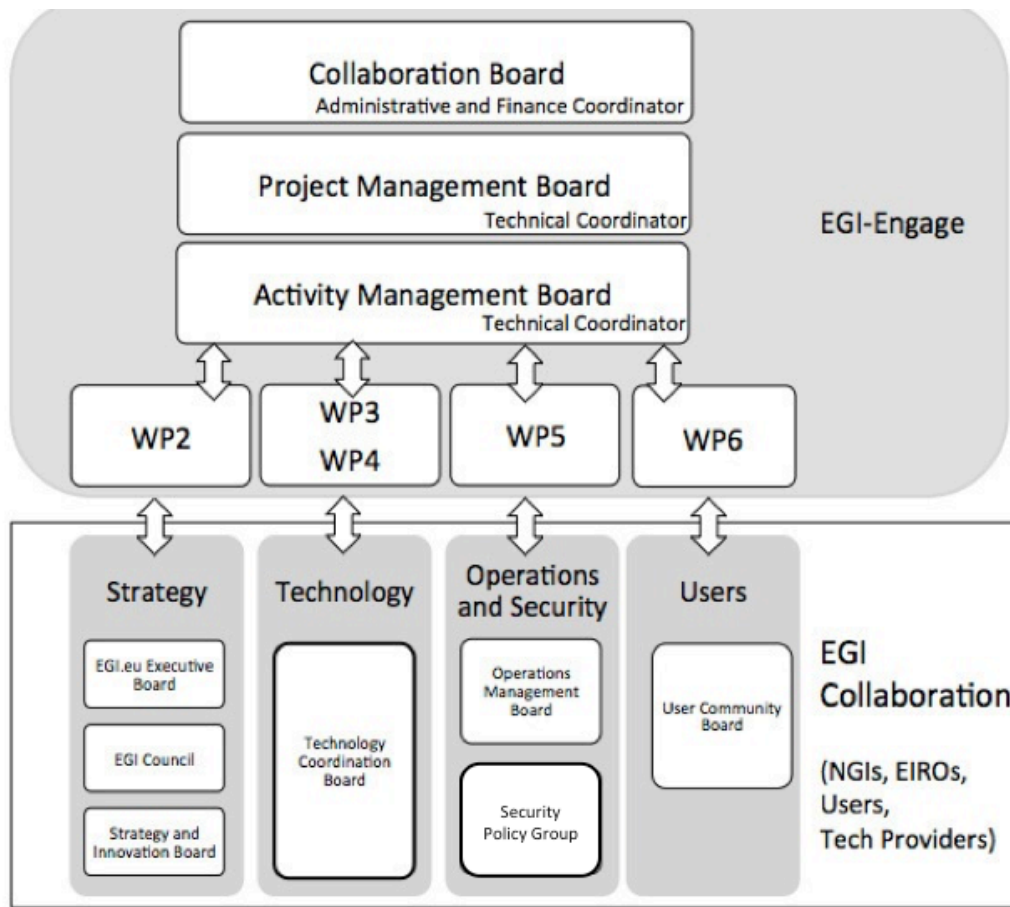 Collaboration Board
Administrative and Finance Coordinator
Project Management Board
Technical Coordinator
EGI-Engage
Activity Management Board
Technical Coordinator
WP2
WP3
WP4
WP5
WP6
Strategy
EGI.eu Executive
Board
EGI Council
Strategy and
Innovation Board
Technology
Technology
Coordination
Board
Operations
and Security
Operations
Management
Board
Security
Policy Group
Users
User Community
Board
EGI
Collaboration
(NGIs, EIROs,
Users,
Tech Providers)